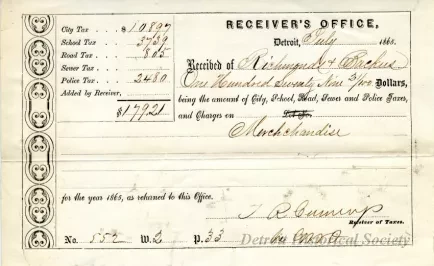 RECEIVER'S OFFICE,
Detroit, 3 July 1865.
City Tax $108 97
School Tax 37 39
Road Tax 8 05
Sewer Tax
Police Tax 24 80
Added by Receiver,
$179 21
Received of Richmonds & Backus
One Hundred Seventy Nine 21/100 Dollars,
being the amount of City, School, Road, Sewer and Police Taxes,
and Charges on
Merchchandise
for the year 1865, as returned to this Office.
Receiver of Taxes.
No. 552 W. 2 P. 33
Detroit Historical Society